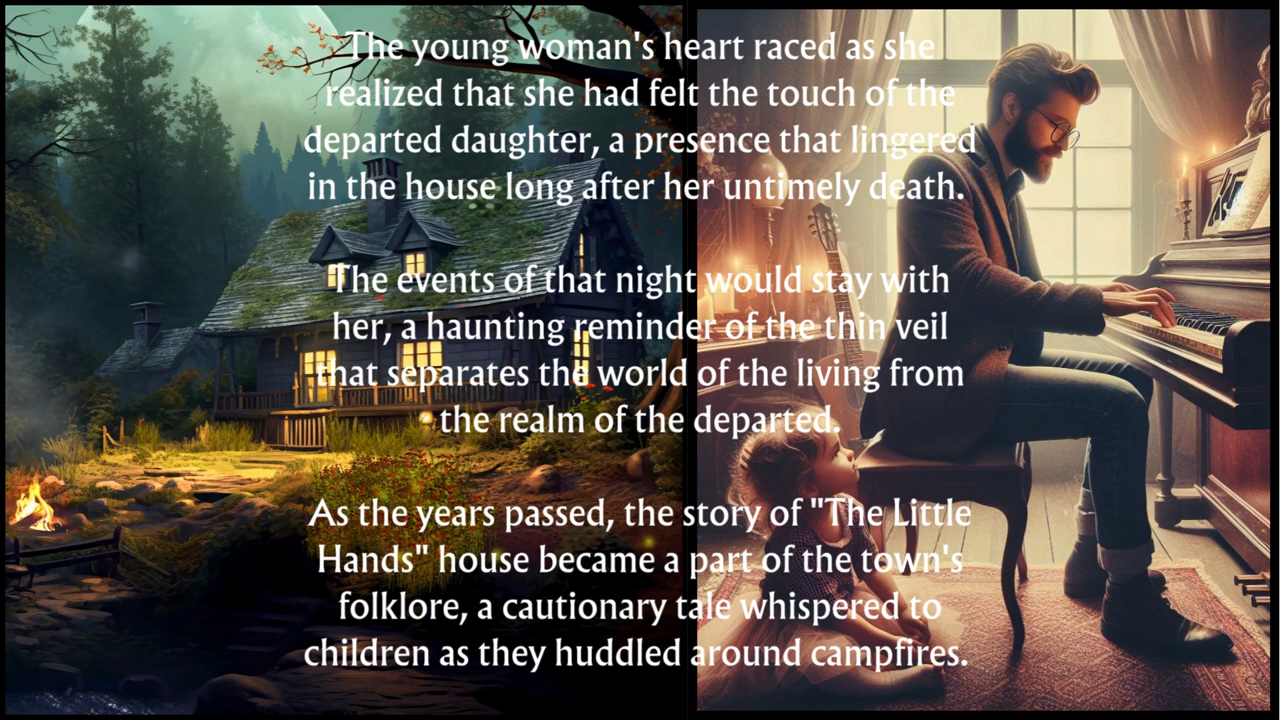 The young woman's heart raced as she
realized that she had felt the touch of the
departed daughter, a presence that lingered
in the house long after her untimely death.
The events of that night would stay with
her, a haunting reminder of the thin veil
that separates the world of the living from
the realm of the departed.
As the years passed, the story of "The Little
Hands" house became a part of the town's
folklore, a cautionary tale whispered to
children as they huddled around campfires.